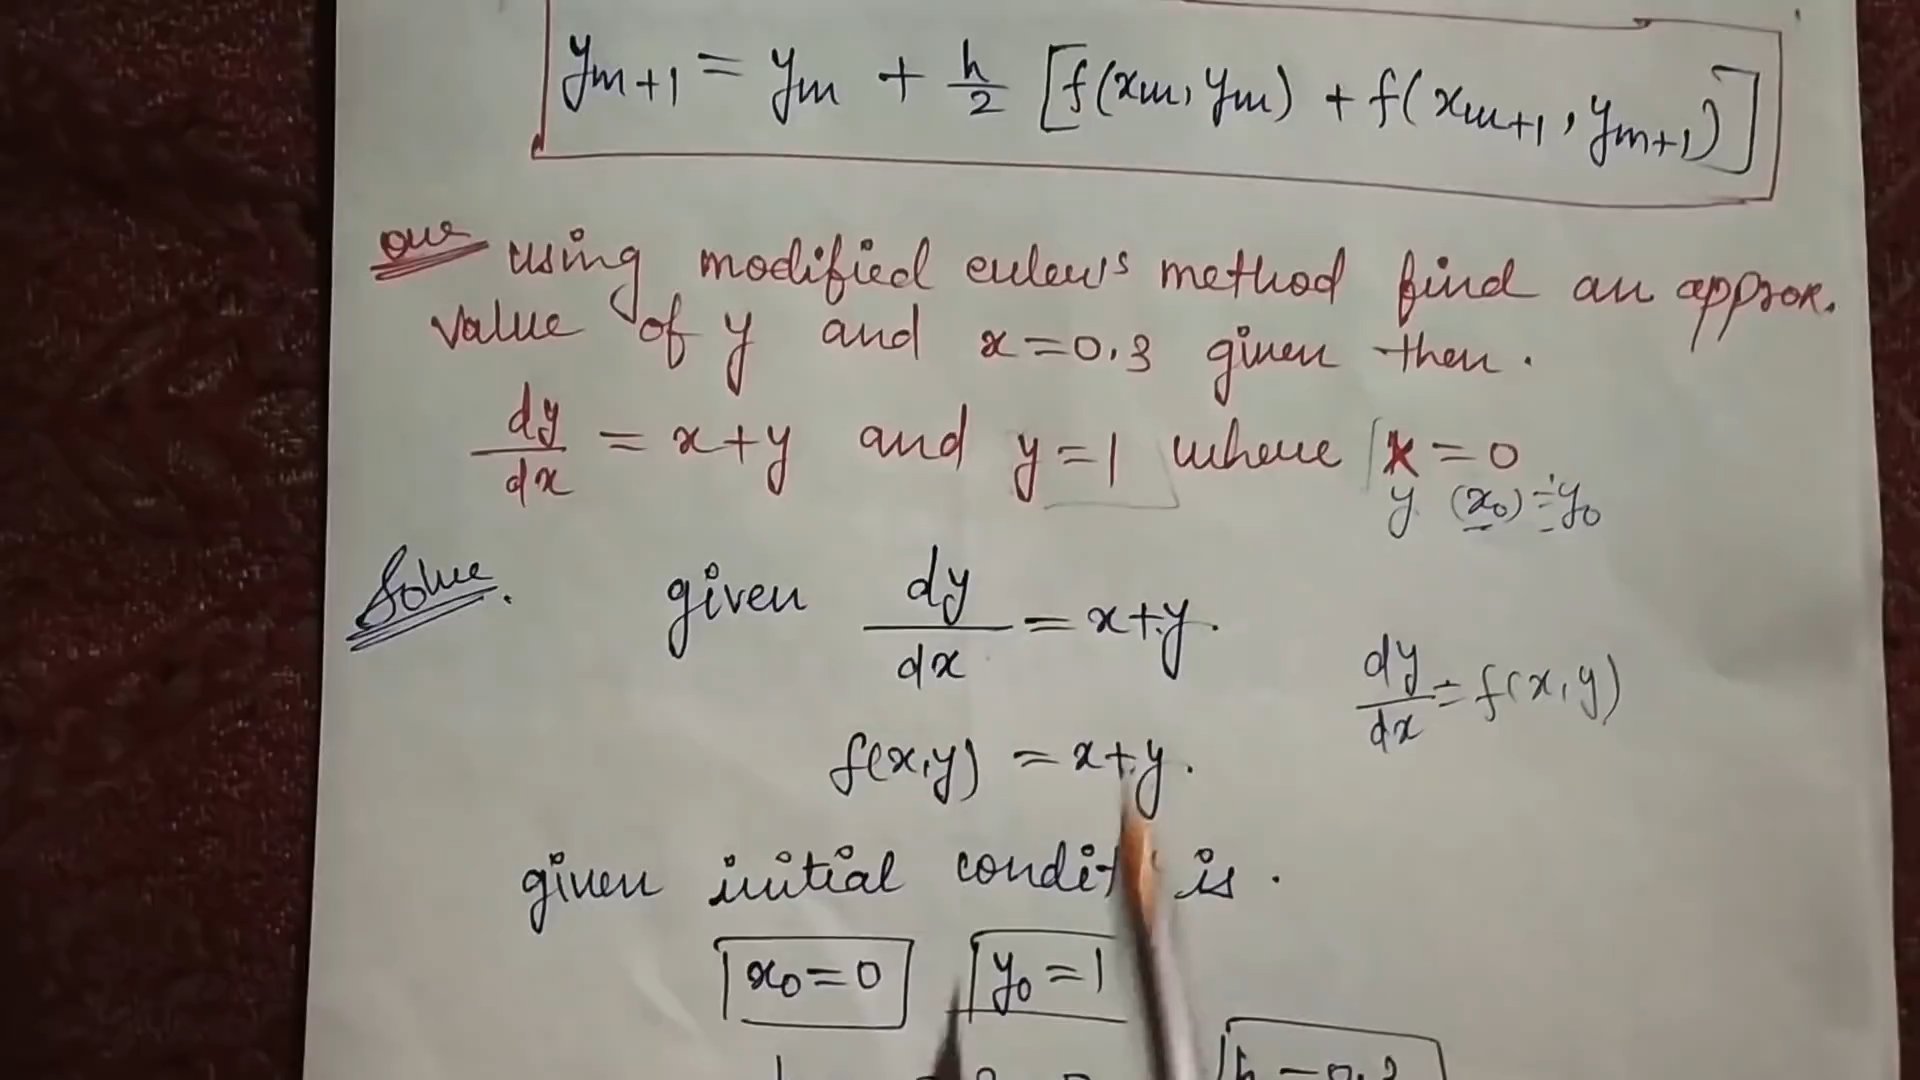 ym+1 = ym + h/2 [f(xm, ym) + f(xm+1, ym+1)]
Que using modified euler's method find an approx.
value of y and x=0.3 given then.
dy/dx = x+y and y=1 where x=0
y (x0) = y0
Solve. given dy/dx = x+y.
dy/dx = f(x,y)
f(x,y) = x+y.
given initial condit is.
x0=0 y0=1